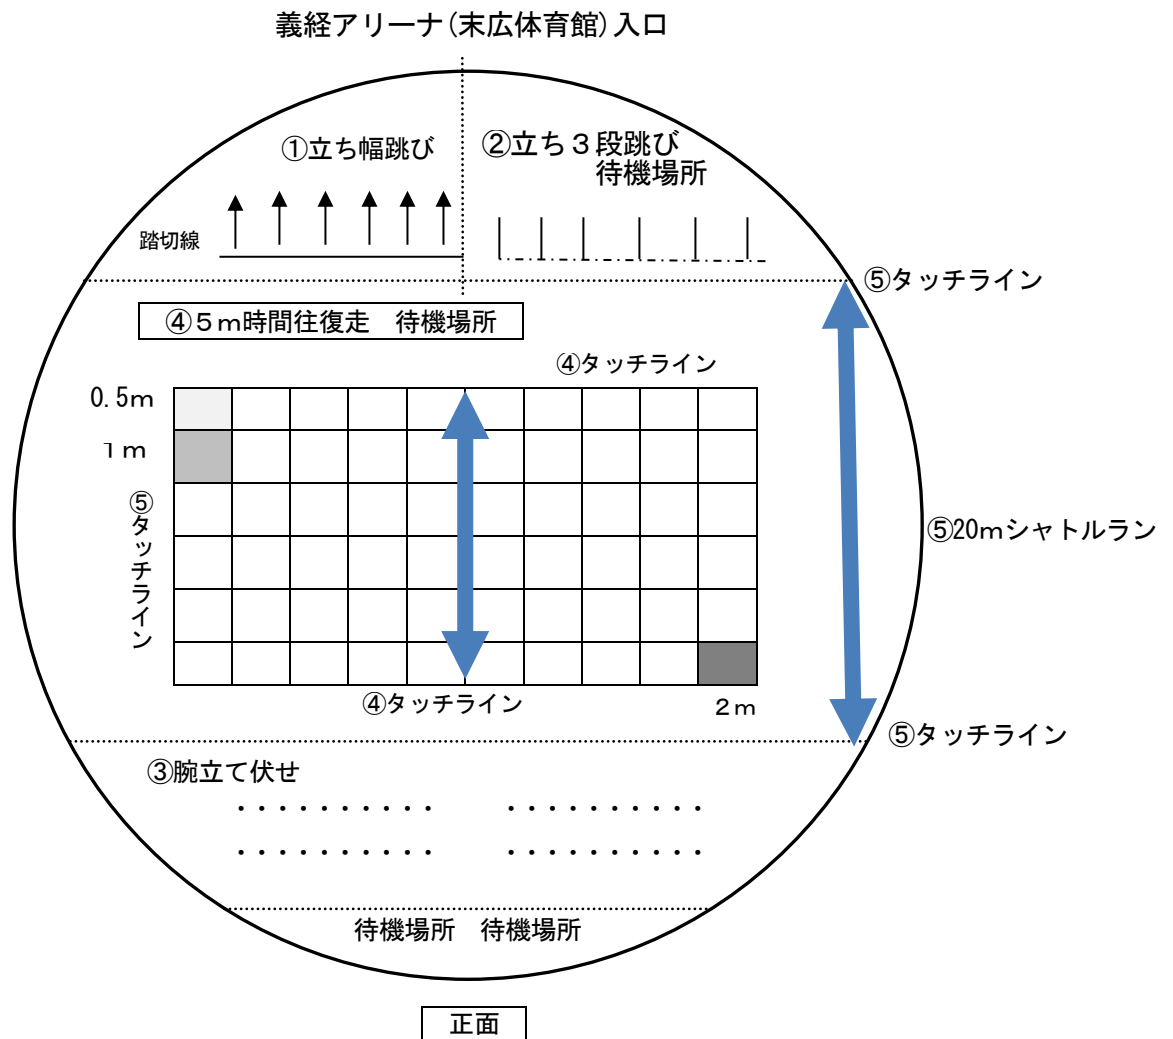 義経アリーナ(末広体育館)入口
①立ち幅跳び
②立ち３段跳び
待機場所
踏切線
⑤タッチライン
④５ｍ時間往復走　待機場所
④タッチライン
0.5ｍ
1ｍ
⑤タッチライン
⑤20ｍシャトルラン
④タッチライン
２ｍ
⑤タッチライン
③腕立て伏せ
待機場所　待機場所
正面